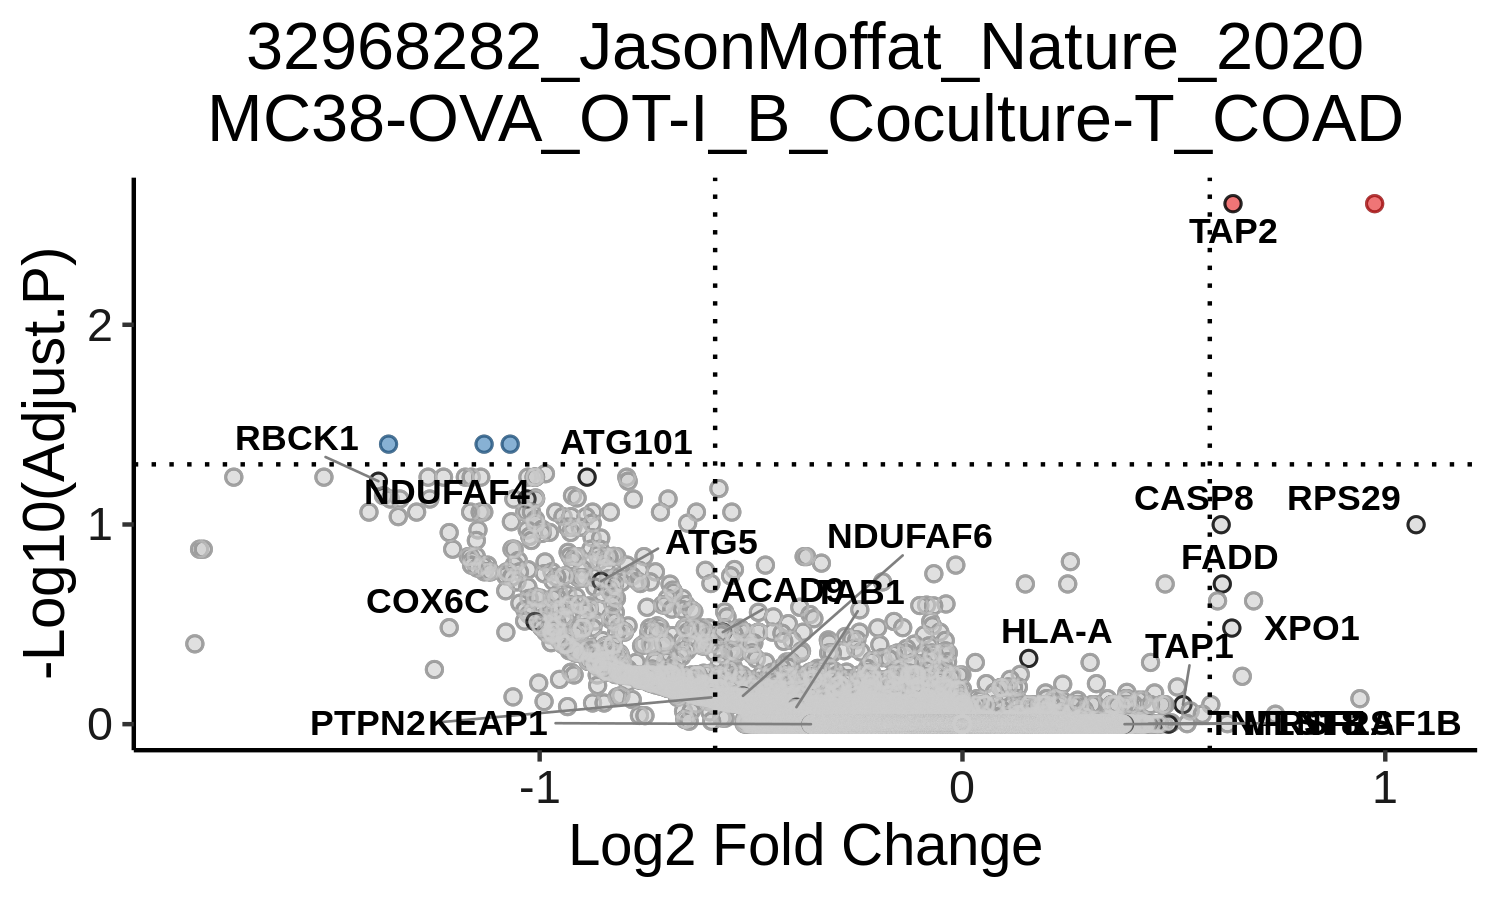 32968282_JasonMoffat_Nature_2020
MC38-OVA_OT-I_B_Coculture-T_COAD
-Log10(Adjust.P)
2
1
0
TAP2
RBCK1
ATG101
NDUFAF4
CASP8 RPS29
ATG5
NDUFAF6
FADD
COX6C
ACAD9
TAB1
HLA-A
XPO1
TAP1
PTPN2
KEAP1
-1
0
1
Log2 Fold Change